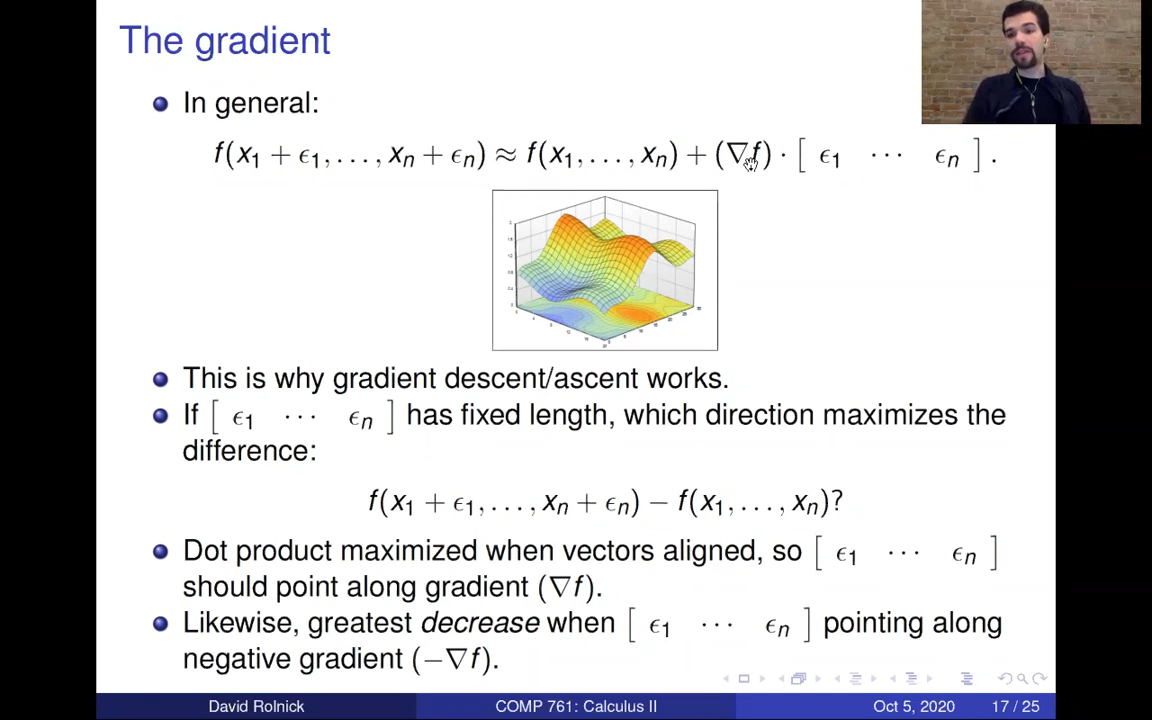 The gradient
In general:
f(x₁ + ϵ₁, . . . , xₙ + ϵₙ) ≈ f(x₁, . . . , xₙ) + (∇f) · [ ϵ₁ ⋯ ϵₙ ] .
This is why gradient descent/ascent works.
If [ ϵ₁ ⋯ ϵₙ ] has fixed length, which direction maximizes the
difference:
f(x₁ + ϵ₁, . . . , xₙ + ϵₙ) − f(x₁, . . . , xₙ)?
Dot product maximized when vectors aligned, so [ ϵ₁ ⋯ ϵₙ ]
should point along gradient (∇f).
Likewise, greatest decrease when [ ϵ₁ ⋯ ϵₙ ] pointing along
negative gradient (−∇f).
David Rolnick COMP 761: Calculus II Oct 5, 2020 17 / 25